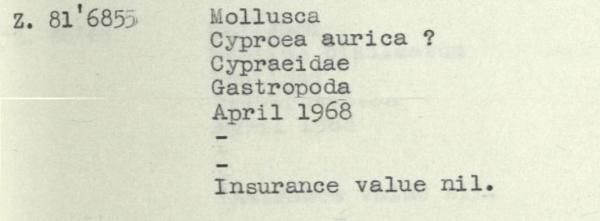 Z. 81'6855 Mollusca
Cyproea aurica ?
Cypraeidae
Gastropoda
April 1968
-
-
Insurance value nil.